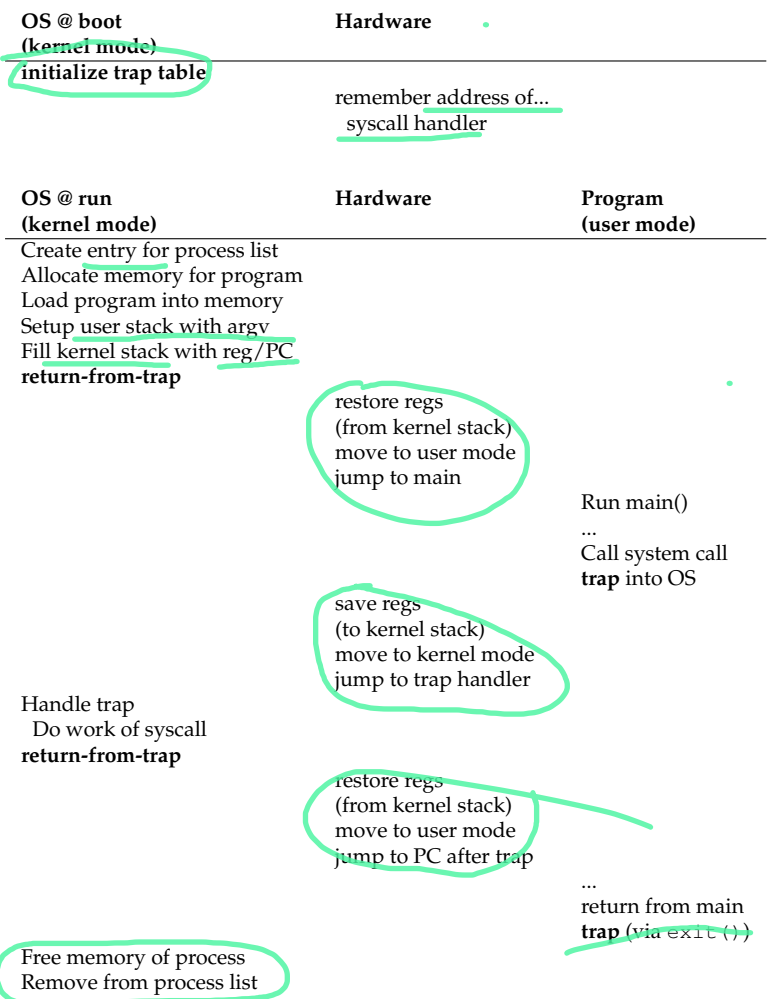 OS @ boot Hardware
(kernel mode)
initialize trap table
remember address of...
syscall handler
OS @ run Hardware Program
(kernel mode) (user mode)
Create entry for process list
Allocate memory for program
Load program into memory
Setup user stack with argv
Fill kernel stack with reg/PC
return-from-trap
restore regs
(from kernel stack)
move to user mode
jump to main
Run main()
...
Call system call
trap into OS
save regs
(to kernel stack)
move to kernel mode
jump to trap handler
Handle trap
Do work of syscall
return-from-trap
restore regs
(from kernel stack)
move to user mode
jump to PC after trap
...
return from main
trap (via exit())
Free memory of process
Remove from process list